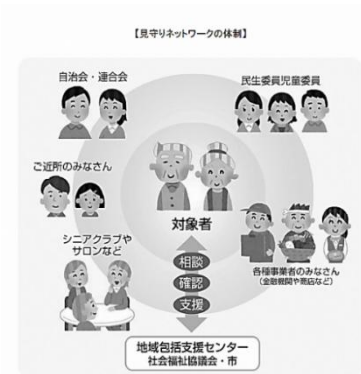 【見守りネットワークの体制】
自治会・連合会
民生委員児童委員
ご近所のみなさん
対象者
シニアクラブや
サロンなど
相談
確認
支援
各種事業者のみなさん
（金融機関や商店など）
地域包括支援センター
社会福祉協議会・市